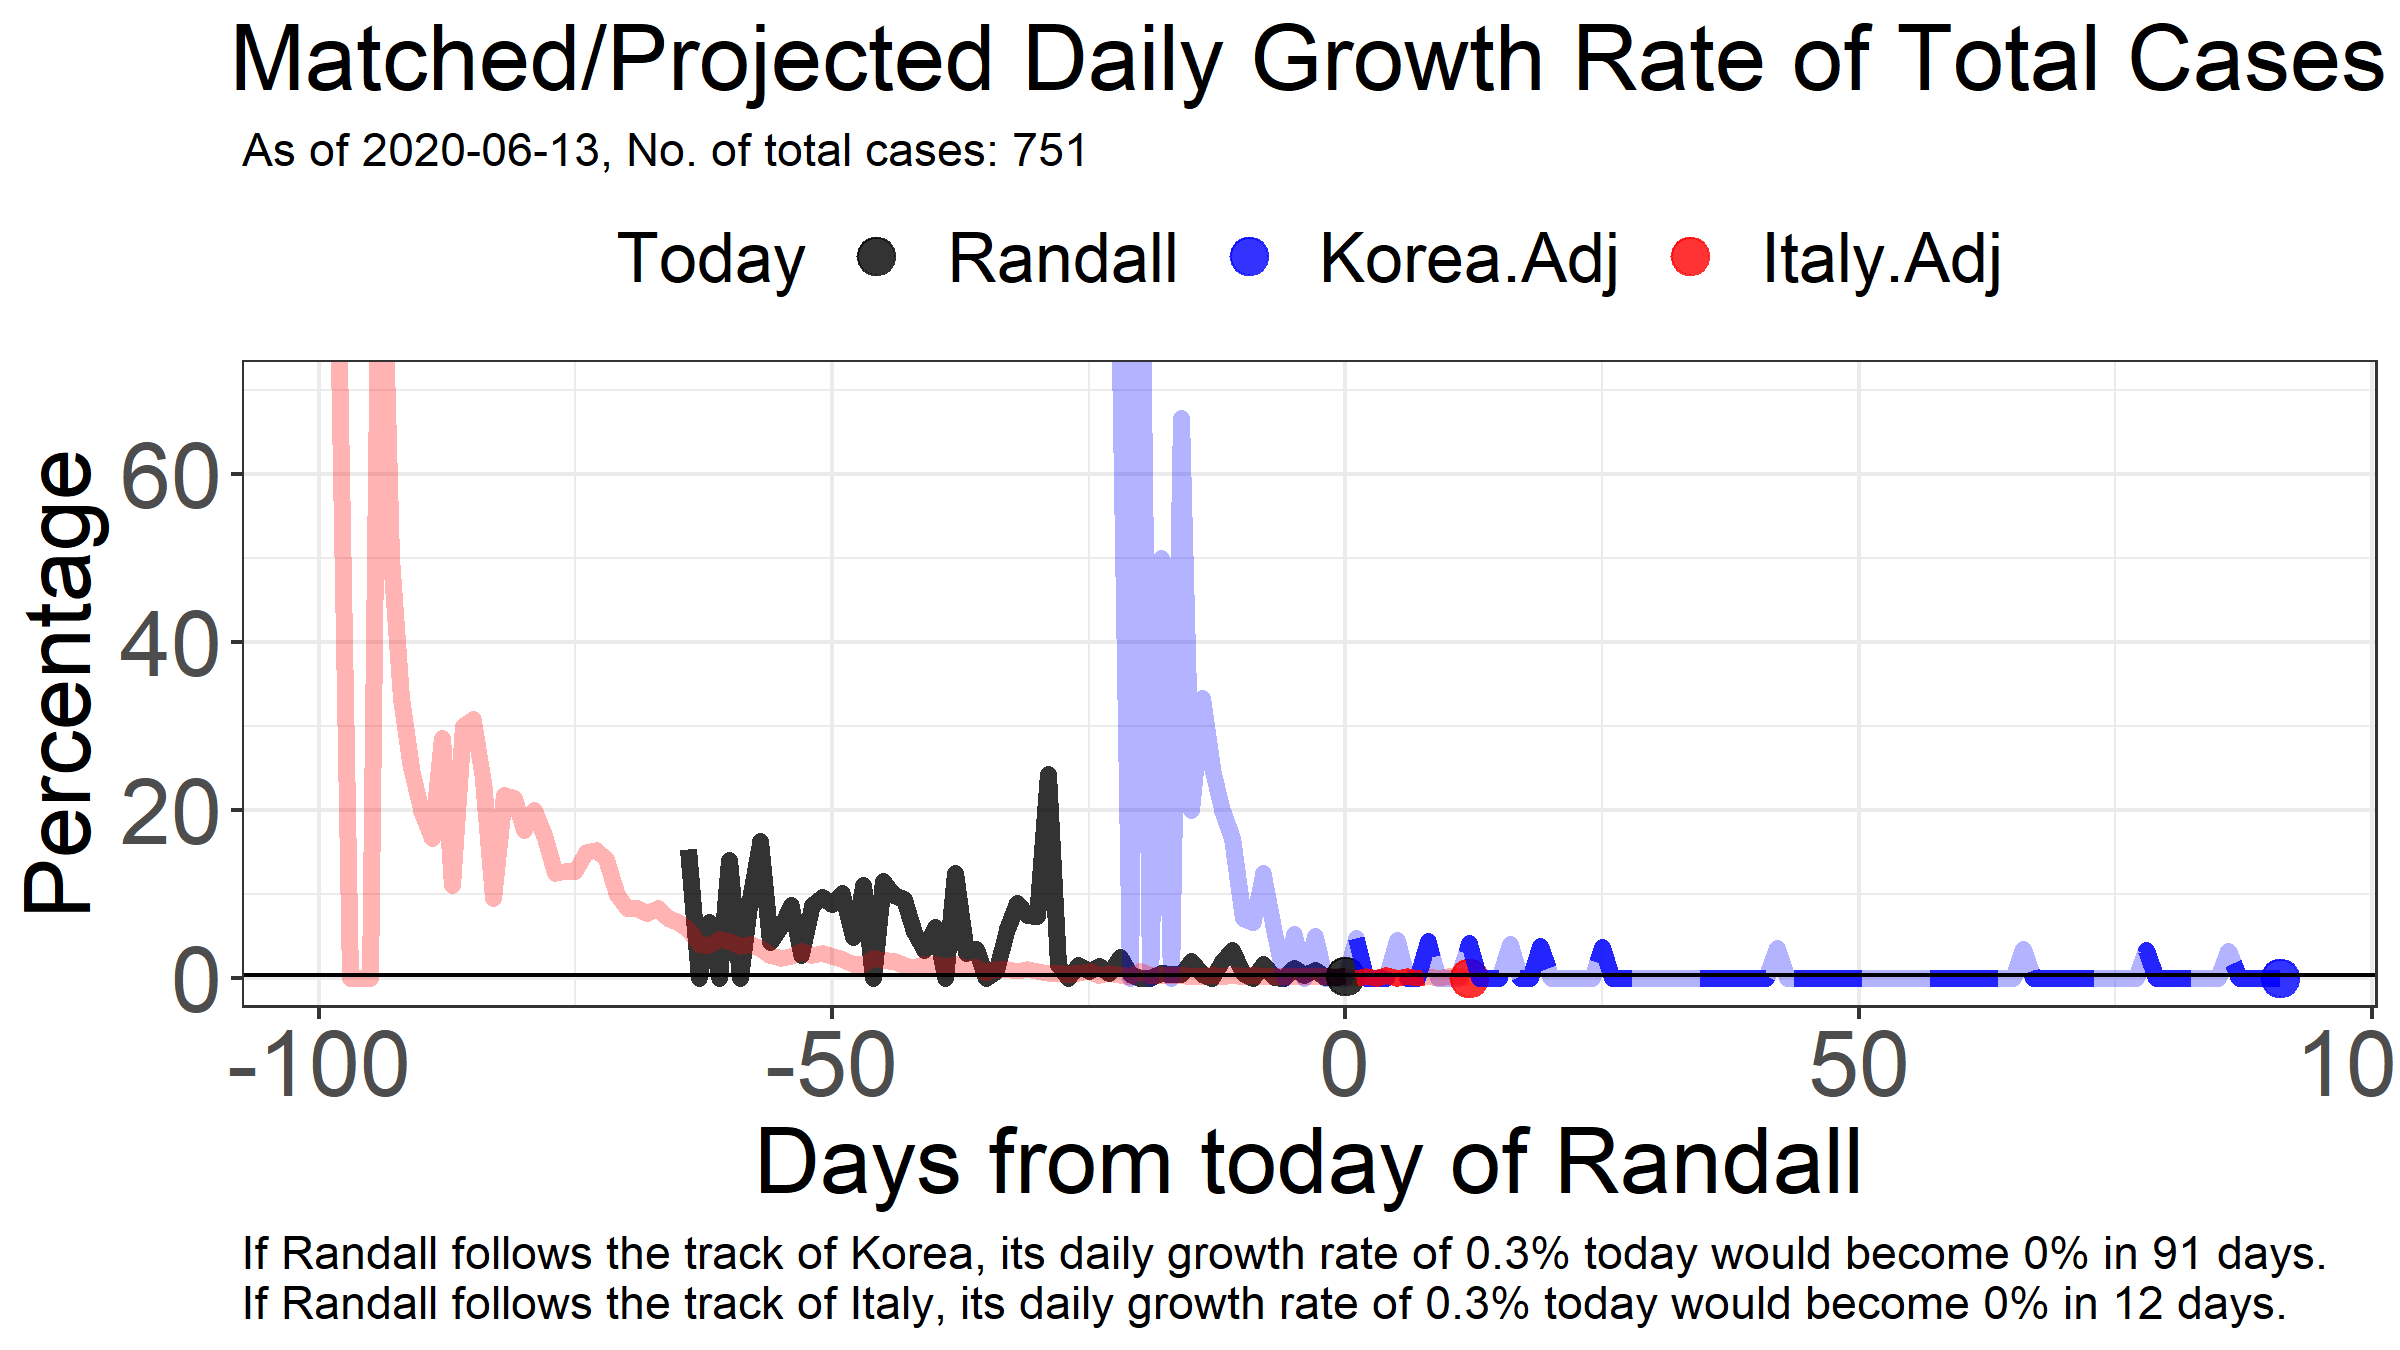 Matched/Projected Daily Growth Rate of Total Cases
As of 2020-06-13, No. of total cases: 751
Today Randall Korea.Adj Italy.Adj
Percentage
60
40
20
0
-100 -50 0 50 10
Days from today of Randall
If Randall follows the track of Korea, its daily growth rate of 0.3% today would become 0% in 91 days.
If Randall follows the track of Italy, its daily growth rate of 0.3% today would become 0% in 12 days.